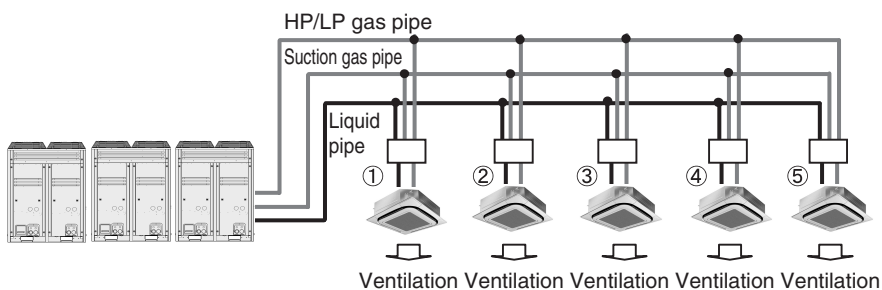 HP/LP gas pipe
Suction gas pipe
Liquid
pipe
① ② ③ ④ ⑤
Ventilation Ventilation Ventilation Ventilation Ventilation